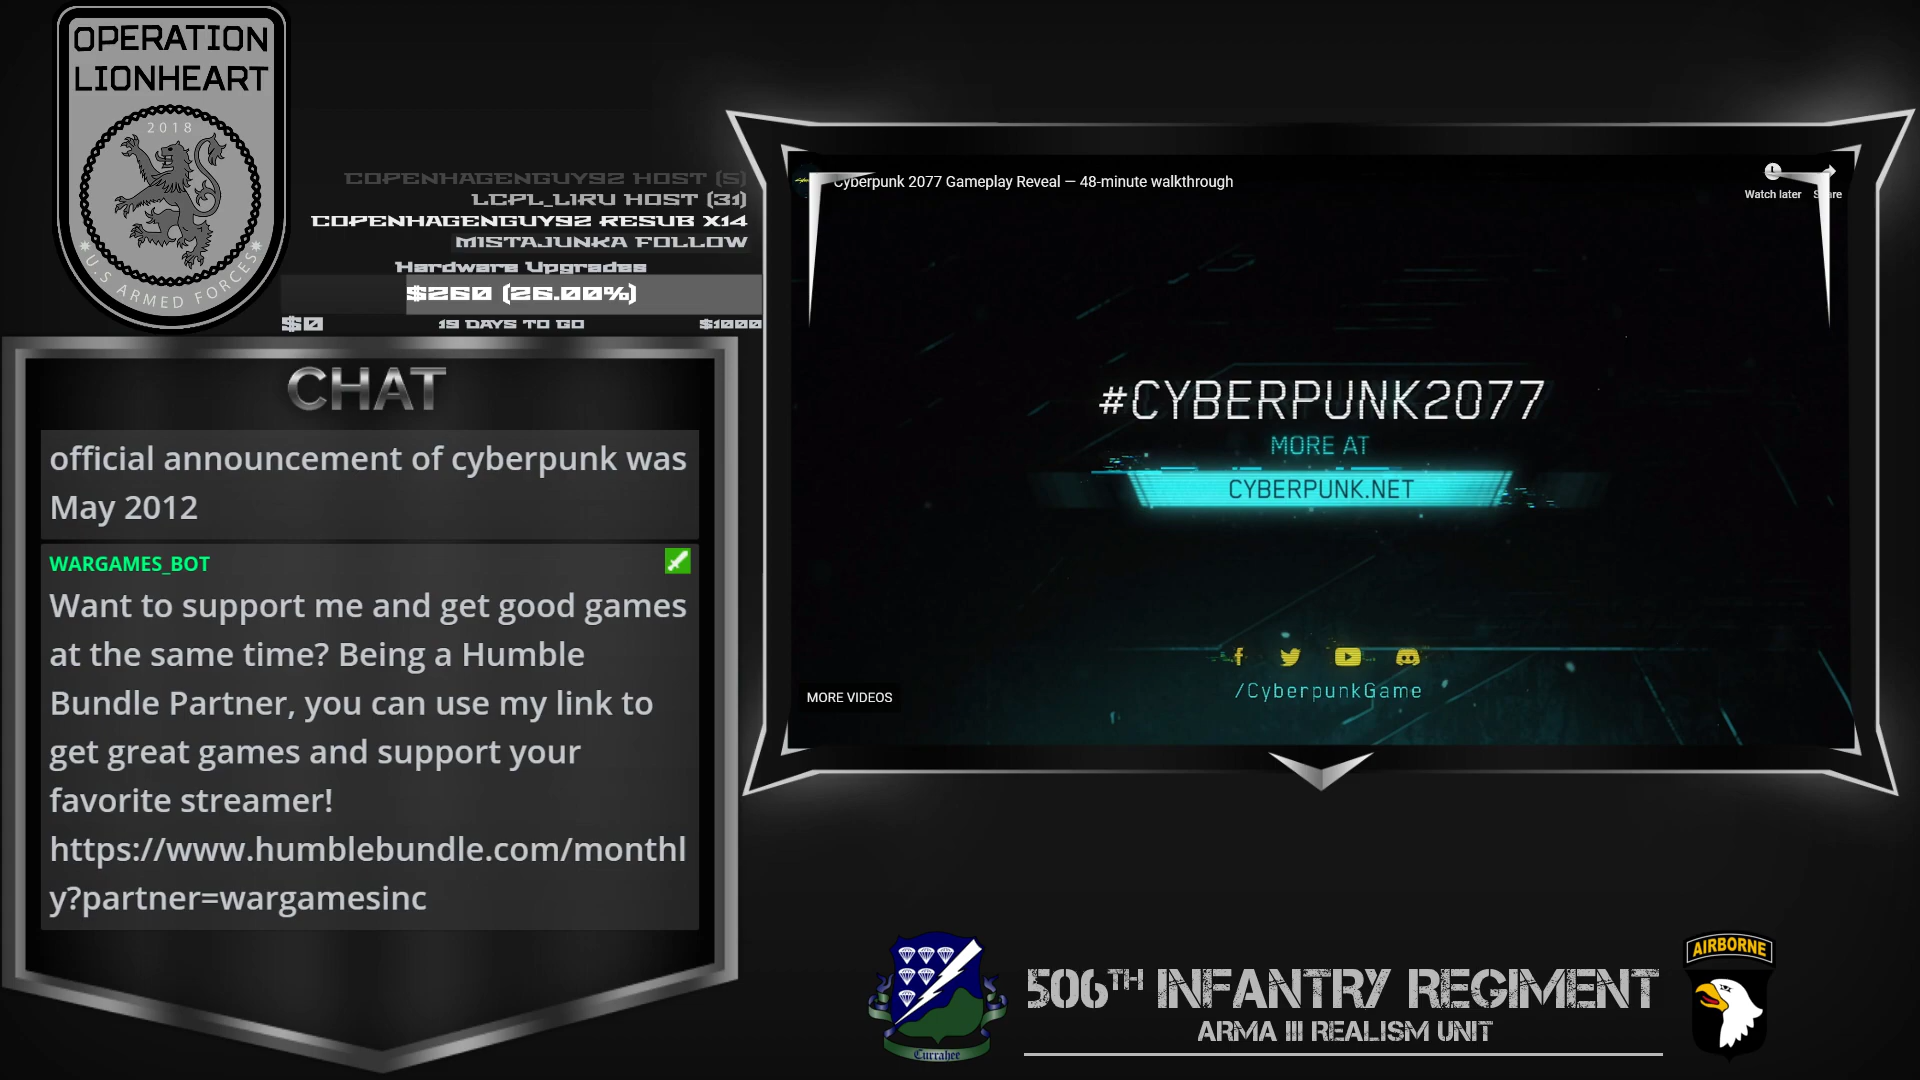 OPERATION
LIONHEART
2018
U.S ARMED FORCES
COPENHAGENGUY92 HOST (5)
LCPL_LIRU HOST (31)
COPENHAGENGUY92 RESUB X14
MISTAJUNKA FOLLOW
Hardware Upgrades
$260 (26.00%)
$0 19 DAYS TO GO $1000
CHAT
official announcement of cyberpunk was
May 2012
WARGAMES_BOT
Want to support me and get good games
at the same time? Being a Humble
Bundle Partner, you can use my link to
get great games and support your
favorite streamer!
https://www.humblebundle.com/monthl
y?partner=wargamesinc
Cyberpunk 2077 Gameplay Reveal — 48-minute walkthrough
Watch later
#CYBERPUNK2077
MORE AT
CYBERPUNK.NET
/CyberpunkGame
MORE VIDEOS
Currahee
506TH INFANTRY REGIMENT
ARMA III REALISM UNIT
AIRBORNE